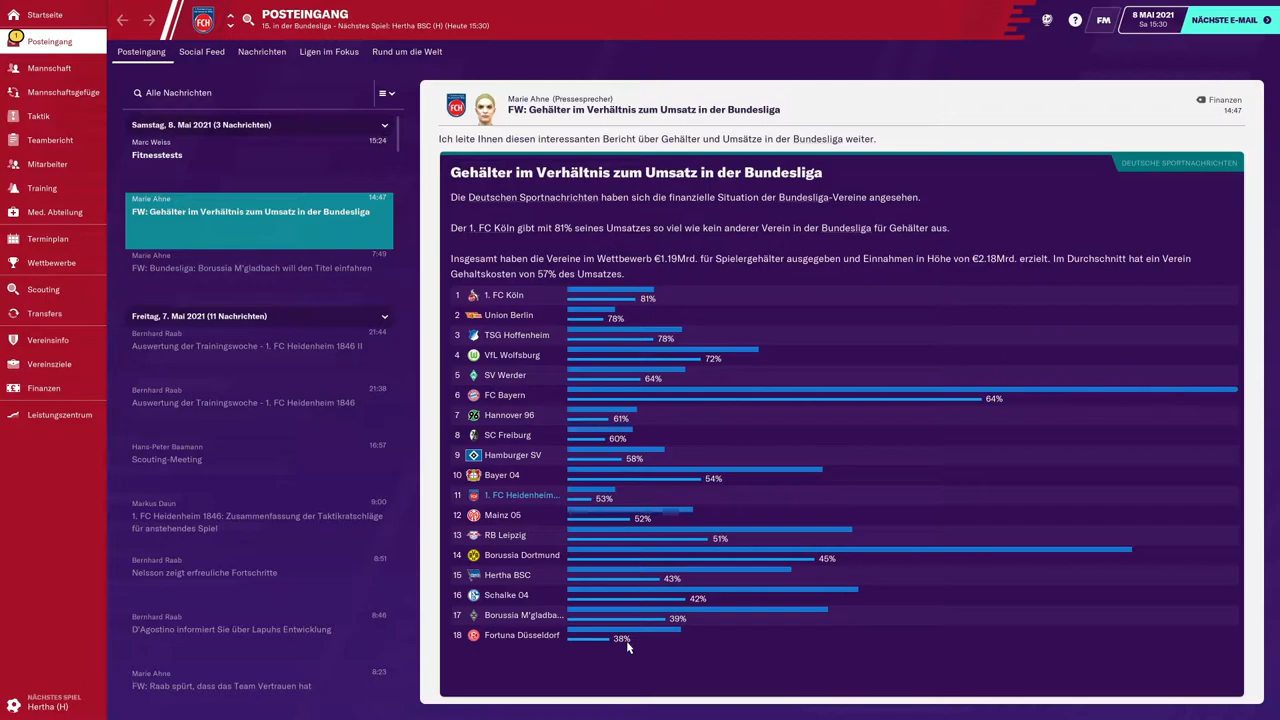 Startseite
Posteingang
Mannschaft
Mannschaftsgefüge
Taktik
Teambericht
Mitarbeiter
Training
Med. Abteilung
Terminplan
Wettbewerbe
Scouting
Transfers
Vereinsinfo
Vereinsziele
Finanzen
Leistungszentrum
NÄCHSTES SPIEL
Hertha (H)
1
FCH
POSTEINGANG
15. in der Bundesliga - Nächstes Spiel: Hertha BSC (H) (Heute 15:30)
?
FM
8 MAI 2021
Sa 15:30
NÄCHSTE E-MAIL
Posteingang
Social Feed
Nachrichten
Ligen im Fokus
Rund um die Welt
Alle Nachrichten
Samstag, 8. Mai 2021 (3 Nachrichten)
Marc Weiss
15:24
Fitnesstests
Marie Ahne
14:47
FW: Gehälter im Verhältnis zum Umsatz in der Bundesliga
Marie Ahne
7:49
FW: Bundesliga: Borussia M'gladbach will den Titel einfahren
Freitag, 7. Mai 2021 (11 Nachrichten)
Bernhard Raab
21:44
Auswertung der Trainingswoche - 1. FC Heidenheim 1846 II
Bernhard Raab
21:38
Auswertung der Trainingswoche - 1. FC Heidenheim 1846
Hans-Peter Baamann
16:57
Scouting-Meeting
Markus Daun
9:00
1. FC Heidenheim 1846: Zusammenfassung der Taktikratschläge
für anstehendes Spiel
Bernhard Raab
8:51
Nelsson zeigt erfreuliche Fortschritte
Bernhard Raab
8:46
D'Agostino informiert Sie über Lapuhs Entwicklung
Marie Ahne
8:23
FW: Raab spürt, dass das Team Vertrauen hat
FCH
Marie Ahne (Pressesprecher)
FW: Gehälter im Verhältnis zum Umsatz in der Bundesliga
Finanzen
14:47
Ich leite Ihnen diesen interessanten Bericht über Gehälter und Umsätze in der Bundesliga weiter.
DEUTSCHE SPORTNACHRICHTEN
Gehälter im Verhältnis zum Umsatz in der Bundesliga
Die Deutschen Sportnachrichten haben sich die finanzielle Situation der Bundesliga-Vereine angesehen.
Der 1. FC Köln gibt mit 81% seines Umsatzes so viel wie kein anderer Verein in der Bundesliga für Gehälter aus.
Insgesamt haben die Vereine im Wettbewerb €1.19Mrd. für Spielergehälter ausgegeben und Einnahmen in Höhe von €2.18Mrd. erzielt. Im Durchschnitt hat ein Verein
Gehaltskosten von 57% des Umsatzes.
1 1. FC Köln 81%
2 Union Berlin 78%
3 TSG Hoffenheim 78%
4 VfL Wolfsburg 72%
5 SV Werder 64%
6 FC Bayern 64%
7 Hannover 96 61%
8 SC Freiburg 60%
9 Hamburger SV 58%
10 Bayer 04 54%
11 1. FC Heidenheim... 53%
12 Mainz 05 52%
13 RB Leipzig 51%
14 Borussia Dortmund 45%
15 Hertha BSC 43%
16 Schalke 04 42%
17 Borussia M'gladba... 39%
18 Fortuna Düsseldorf 38%